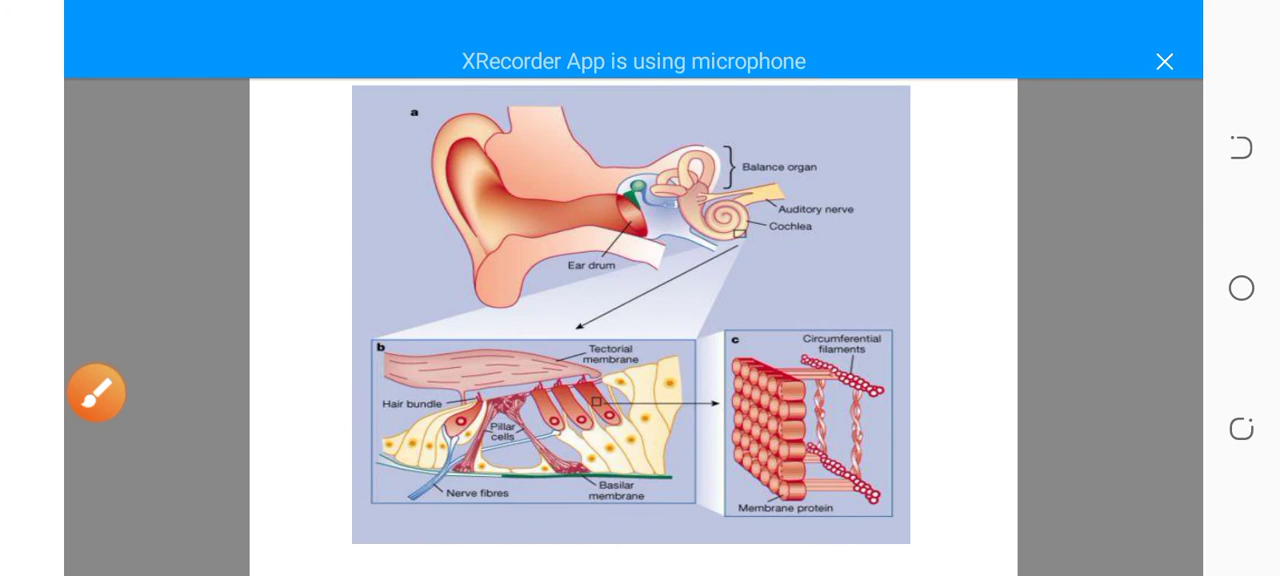 XRecorder App is using microphone
a
Balance organ
Auditory nerve
Cochlea
Ear drum
b
Tectorial
membrane
Hair bundle
Pillar
cells
Nerve fibres
Basilar
membrane
c
Circumferential
filaments
Membrane protein